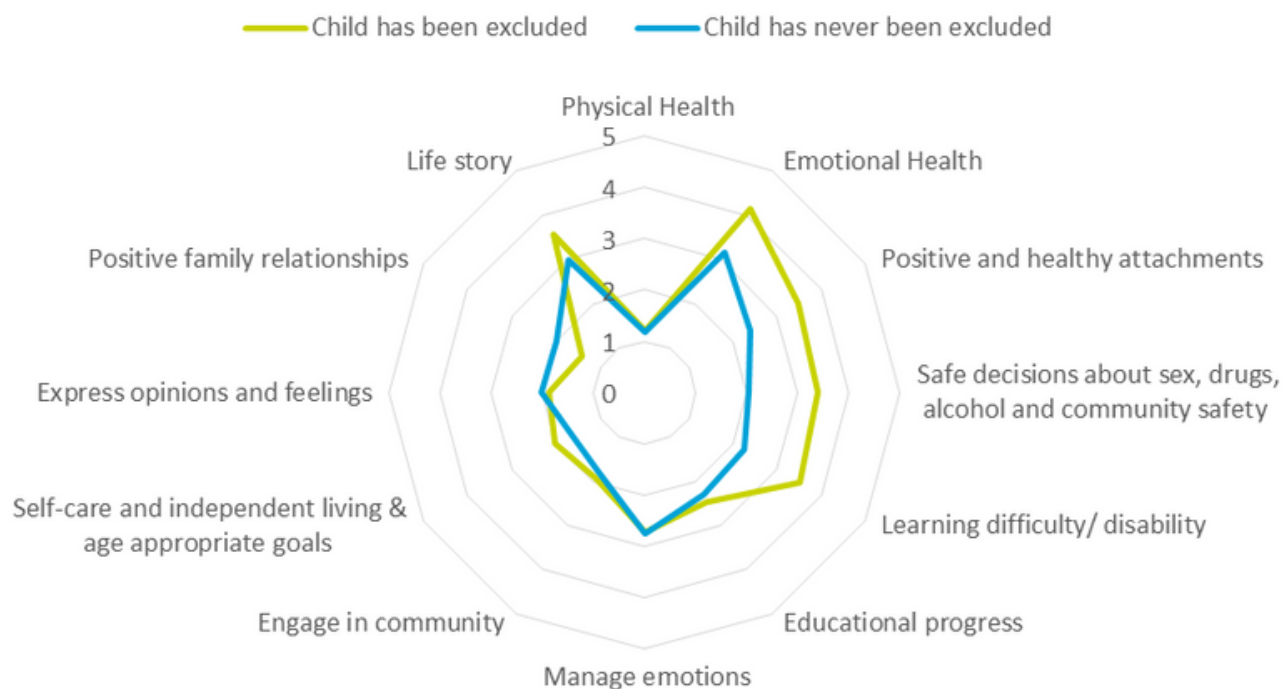 Child has been excluded
Child has never been excluded
Physical Health
5
Life story
Emotional Health
4
3
Positive family relationships
Positive and healthy attachments
2
1
Express opinions and feelings
0
Safe decisions about sex, drugs,
alcohol and community safety
Self-care and independent living &
age appropriate goals
Learning difficulty/ disability
Engage in community
Educational progress
Manage emotions